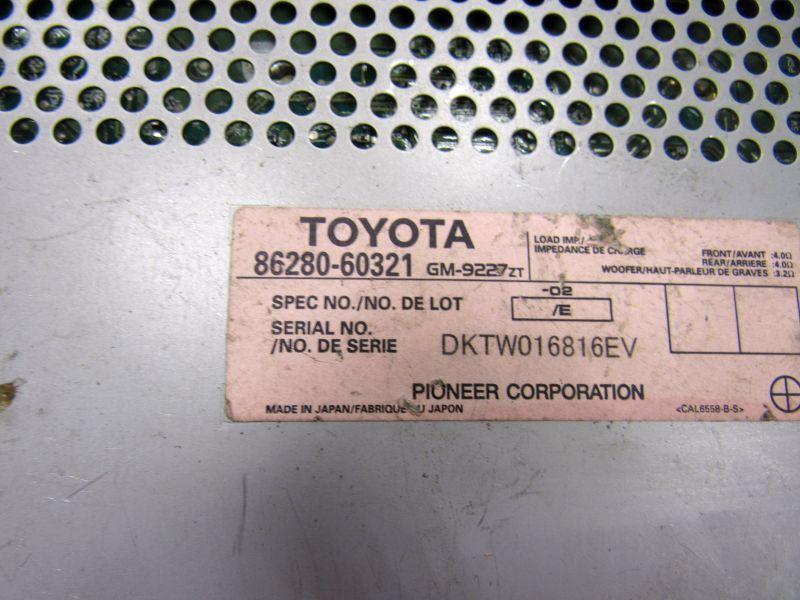 TOYOTA
86280-60321 GM-9227ZT
LOAD IMP./
IMPEDANCE DE CHARGE
FRONT/AVANT :4.0Ω
REAR/ARRIERE :4.0Ω
WOOFER/HAUT-PARLEUR DE GRAVES :3.2Ω
SPEC NO./NO. DE LOT
-02
/E
SERIAL NO.
/NO. DE SERIE
DKTW016816EV
PIONEER CORPORATION
MADE IN JAPAN/FABRIQUE AU JAPON
<CAL6558-B-S>